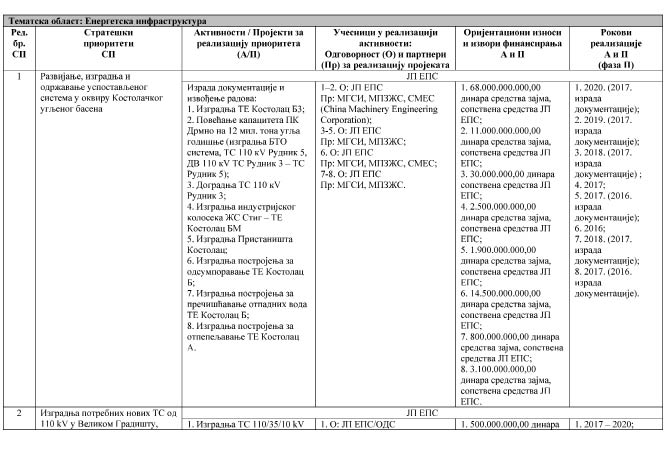 Тематска област: Енергетска инфраструктура
Ред. бр. СП
Стратешки приоритети СП
Активности / Пројекти за реализацију приоритета (А/П)
Учесници у реализацији активности: Одговорност (О) и партнери (Пр) за реализацију пројеката
Оријентациони износи и извори финансирања А и П
Рокови реализације А и П (фаза П)
1
Развијање, изградња и
одржавање успостављеног
система у оквиру Костолачког
угљеног басена
ЈП ЕПС
Израда документације и
извођење радова:
1. Изградња ТЕ Костолац Б3;
2. Повећање капацитета ПК
Дрмно на 12 мил. тона угља
годишње (изградња БТО
система, ТС 110 kV Рудник 5,
ДВ 110 kV ТС Рудник 3 – ТС
Рудник 5);
3. Доградња ТС 110 kV
Рудник 3;
4. Изградња индустријског
колосека ЖС Стиг – ТЕ
Костолац БМ
5. Изградња Пристаништа
Костолац;
6. Изградња постројења за
одсумпоравање ТЕ Костолац
Б;
7. Изградња постројења за
пречишћавање отпадних вода
ТЕ Костолац Б;
8. Изградња постројења за
отпепељавање ТЕ Костолац
А.
1–2. О: ЈП ЕПС
Пр: МГСИ, МПЗЖС, СМЕС
(China Machinery Engineering
Corporation);
3-5. О: ЈП ЕПС
Пр: МГСИ, МПЗЖС;
6. О: ЈП ЕПС
Пр: МГСИ, МПЗЖС, СМЕС;
7-8. О: ЈП ЕПС
Пр: МГСИ, МПЗЖС.
1. 68.000.000.000,00
динара средства зајма,
сопствена средства ЈП
ЕПС;
2. 11.000.000.000,00
динара средства зајма,
сопствена средства ЈП
ЕПС;
3. 30.000.000.000,00
динара средства зајма,
сопствена средства ЈП
ЕПС;
4. 2.500.000.000,00
динара средства зајма,
сопствена средства ЈП
ЕПС;
5. 1.900.000.000,00
динара средства зајма,
сопствена средства ЈП
ЕПС;
6. 14.500.000.000,00
динара средства зајма,
сопствена средства ЈП
ЕПС;
7. 800.000.000,00 динара
средства зајма, сопствена
средства ЈП ЕПС;
8. 3.100.000.000,00
динара средства зајма,
сопствена средства ЈП
ЕПС.
1. 2020. (2017.
израда
документације);
2. 2019. (2017.
израда
документације);
3. 2018. (2017.
израда
документације) ;
4. 2017;
5. 2017. (2016.
израда
документације);
6. 2016;
7. 2018. (2017.
израда
документације);
8. 2017. (2016.
израда
документације).
2
Изградња потребних нових ТС од
110 kV у Великом Градишту,
ЈП ЕПС
1. Изградња ТС 110/35/10 kV
1. О: ЈП ЕПС/ОДС
1. 500.000.000,00 динара
1. 2017 – 2020;